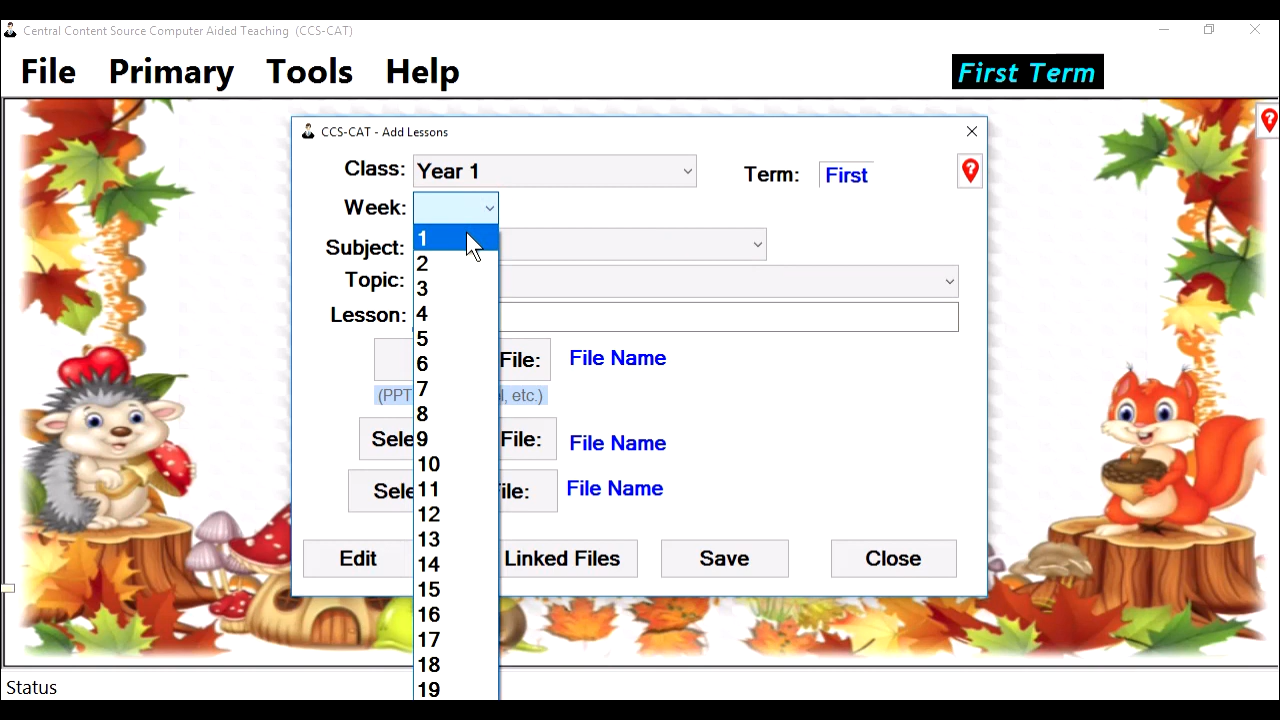 Central Content Source Computer Aided Teaching (CCS-CAT)
File Primary Tools Help First Term
CCS-CAT - Add Lessons
Class: Year 1 Term: First
Week:
Subject:
Topic:
Lesson:
1
2
3
4
5
6
7
8
9
10
11
12
13
14
15
16
17
18
19
File: File Name
(PPT etc.)
File: File Name
File Name
Edit Linked Files Save Close
Status